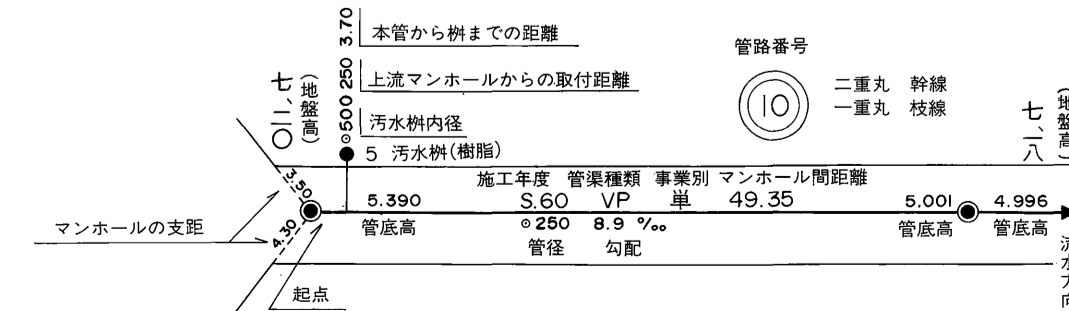 3.70 本管から桝までの距離
250 上流マンホールからの取付距離
◎500 汚水桝内径
5 汚水桝(樹脂)
七、〇一
(地盤高)
管路番号
10
二重丸 幹線
一重丸 枝線
七、一八
(地盤高)
施工年度 管渠種類 事業別 マンホール間距離
3.50
5.390 S.60 VP 単 49.35 5.001 4.996
管底高 ◎250 8.9 ‰ 管底高 管底高
管径 勾配
4.30
マンホールの支距
起点
流水方向